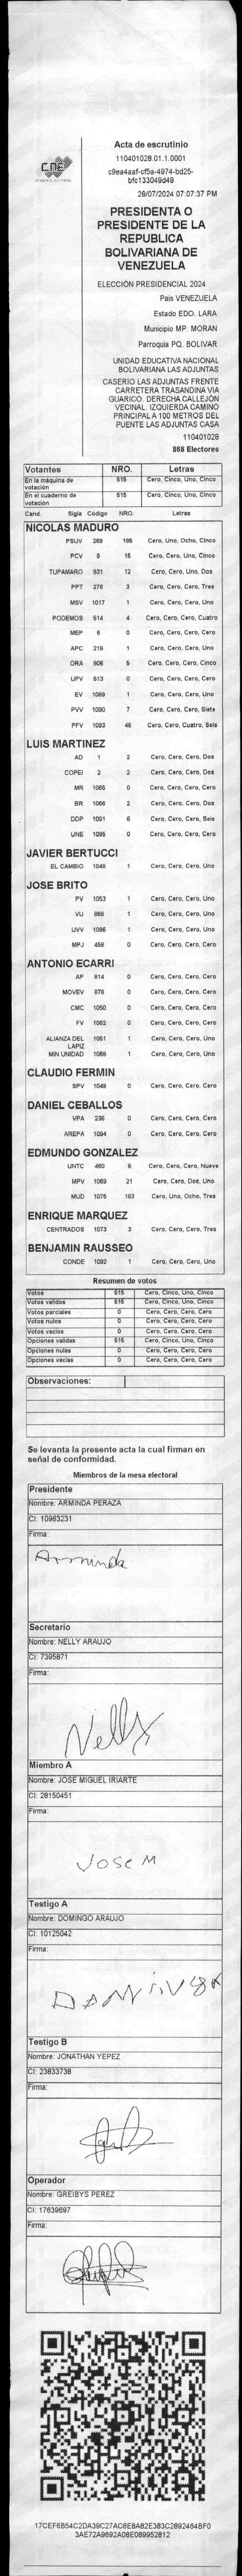 CNE
Acta de escrutinio
110401028.01.1.0001
c9ea4aaf-cf5a-4974-bd25-
bfc133049d49
28/07/2024 07:07:37 PM
PRESIDENTA O
PRESIDENTE DE LA
REPUBLICA
BOLIVARIANA DE
VENEZUELA
ELECCIÓN PRESIDENCIAL 2024
País VENEZUELA
Estado EDO. LARA
Municipio MP. MORAN
Parroquia PQ. BOLIVAR
UNIDAD EDUCATIVA NACIONAL
BOLIVARIANA LAS ADJUNTAS
CASERIO LAS ADJUNTAS FRENTE
CARRETERA TRASANDINA VIA
GUARICO. DERECHA CALLEJÓN
VECINAL. IZQUIERDA CAMINO
PRINCIPAL A 100 METROS DEL
PUENTE LAS ADJUNTAS CASA
110401028
868 Electores
Votantes NRO. Letras
En la máquina de votación 515 Cero, Cinco, Uno, Cinco
En el cuaderno de votación 515 Cero, Cinco, Uno, Cinco
Cand. Sigla Código NRO. Letras
NICOLAS MADURO
PSUV 269 185 Cero, Uno, Ocho, Cinco
PCV 9 15 Cero, Cero, Uno, Cinco
TUPAMARO 931 12 Cero, Cero, Uno, Dos
PPT 276 3 Cero, Cero, Cero, Tres
MSV 1017 1 Cero, Cero, Cero, Uno
PODEMOS 514 4 Cero, Cero, Cero, Cuatro
MEP 6 0 Cero, Cero, Cero, Cero
APC 219 1 Cero, Cero, Cero, Uno
ORA 906 5 Cero, Cero, Cero, Cinco
UPV 613 0 Cero, Cero, Cero, Cero
EV 1089 1 Cero, Cero, Cero, Uno
PVV 1090 7 Cero, Cero, Cero, Siete
PFV 1093 46 Cero, Cero, Cuatro, Seis
LUIS MARTINEZ
AD 1 2 Cero, Cero, Cero, Dos
COPEI 2 2 Cero, Cero, Cero, Dos
MR 1065 0 Cero, Cero, Cero, Cero
BR 1066 2 Cero, Cero, Cero, Dos
DDP 1091 6 Cero, Cero, Cero, Seis
UNE 1095 0 Cero, Cero, Cero, Cero
JAVIER BERTUCCI
EL CAMBIO 1046 1 Cero, Cero, Cero, Uno
JOSE BRITO
PV 1053 1 Cero, Cero, Cero, Uno
VU 868 1 Cero, Cero, Cero, Uno
UVV 1096 1 Cero, Cero, Cero, Uno
MPJ 458 0 Cero, Cero, Cero, Cero
ANTONIO ECARRI
AP 814 0 Cero, Cero, Cero, Cero
MOVEV 878 0 Cero, Cero, Cero, Cero
CMC 1050 0 Cero, Cero, Cero, Cero
FV 1062 0 Cero, Cero, Cero, Cero
ALIANZA DEL LAPIZ 1051 1 Cero, Cero, Cero, Uno
MIN UNIDAD 1088 1 Cero, Cero, Cero, Uno
CLAUDIO FERMIN
SPV 1049 0 Cero, Cero, Cero, Cero
DANIEL CEBALLOS
VPA 236 0 Cero, Cero, Cero, Cero
AREPA 1094 0 Cero, Cero, Cero, Cero
EDMUNDO GONZALEZ
UNTC 460 9 Cero, Cero, Cero, Nueve
MPV 1069 21 Cero, Cero, Dos, Uno
MUD 1075 183 Cero, Uno, Ocho, Tres
ENRIQUE MARQUEZ
CENTRADOS 1073 3 Cero, Cero, Cero, Tres
BENJAMIN RAUSSEO
CONDE 1092 1 Cero, Cero, Cero, Uno
Resumen de votos
Votos 515 Cero, Cinco, Uno, Cinco
Votos validos 515 Cero, Cinco, Uno, Cinco
Votos parciales 0 Cero, Cero, Cero, Cero
Votos nulos 0 Cero, Cero, Cero, Cero
Votos vacios 0 Cero, Cero, Cero, Cero
Opciones validas 515 Cero, Cinco, Uno, Cinco
Opciones nulas 0 Cero, Cero, Cero, Cero
Opciones vacias 0 Cero, Cero, Cero, Cero
Observaciones:
Se levanta la presente acta la cual firman en
señal de conformidad.
Miembros de la mesa electoral
Presidente
Nombre: ARMINDA PERAZA
CI: 10963231
Firma:
Arminda
Secretario
Nombre: NELLY ARAUJO
CI: 7395871
Firma:
Nelly
Miembro A
Nombre: JOSE MIGUEL IRIARTE
CI: 28150451
Firma:
Jose M
Testigo A
Nombre: DOMINGO ARAUJO
CI: 10125042
Firma:
Testigo B
Nombre: JONATHAN YEPEZ
CI: 23833738
Firma:
Operador
Nombre: GREIBYS PEREZ
CI: 17639697
Firma:
17CEF6B54C2DA39C27AC6E8A82E383C2892464BF0
3AE72A9692A08E089952812